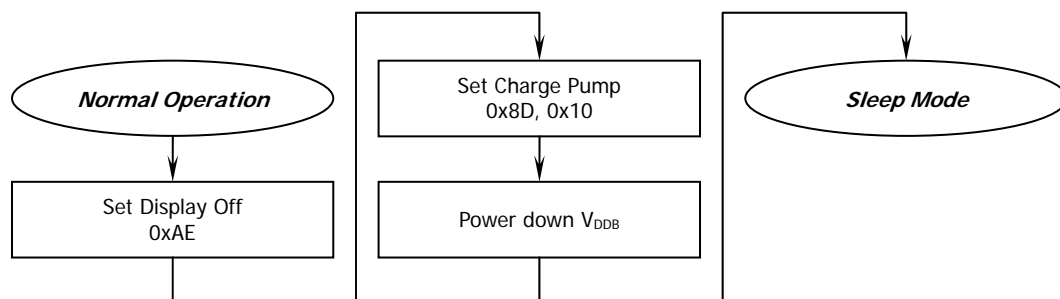 Normal Operation
Set Display Off
0xAE
Set Charge Pump
0x8D, 0x10
Power down VDDB
Sleep Mode